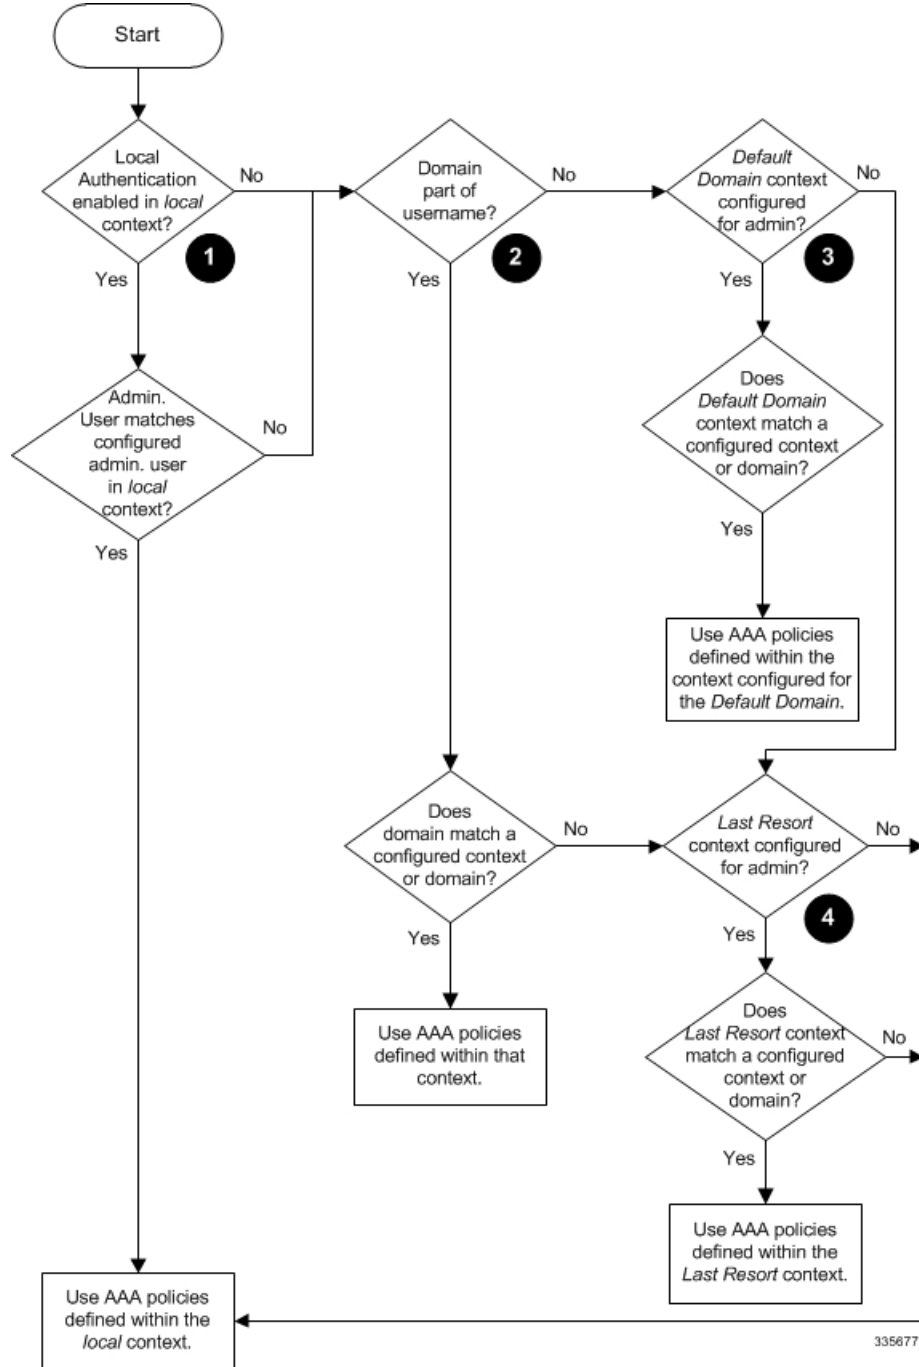 Start
Local
Authentication
enabled in local
context?
No
1
Yes
Domain
part of
username?
No
2
Yes
Default
Domain context
configured
for admin?
No
3
Yes
Admin.
User matches
configured
admin. user
in local
context?
No
Yes
Does
Default Domain
context match a
configured context
or domain?
Yes
Use AAA policies
defined within the
context configured for
the Default Domain.
Does
domain match a
configured context
or domain?
No
Yes
Last Resort
context configured
for admin?
No
4
Yes
Use AAA policies
defined within that
context.
Does
Last Resort context
match a configured
context or
domain?
No
Yes
Use AAA policies
defined within the
Last Resort context.
Use AAA policies
defined within the
local context.
335677